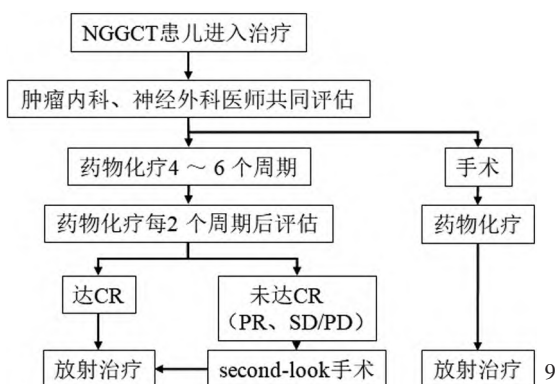 NGGCT患儿进入治疗
肿瘤内科、神经外科医师共同评估
药物化疗4 ～ 6 个周期
手术
药物化疗每2 个周期后评估
药物化疗
达CR
未达CR
（PR、SD/PD）
放射治疗
second-look手术
放射治疗
9